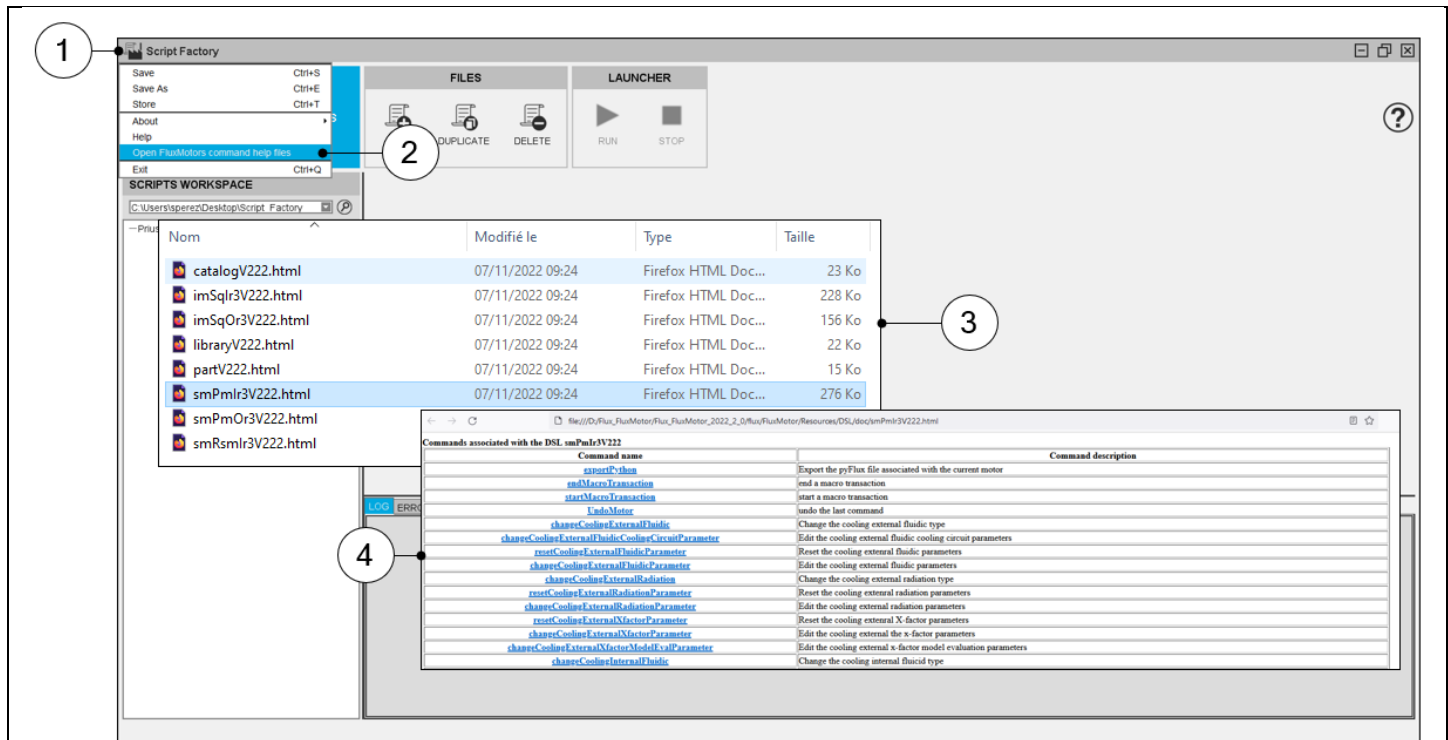 1
Script Factory
Save Ctrl+S
Save As Ctrl+E
Store Ctrl+T
About
Help
Open FluxMotors command help files
Exit Ctrl+Q
2
S
FILES
DUPLICATE
DELETE
LAUNCHER
RUN
STOP
?
SCRIPTS WORKSPACE
C:\Users\sperez\Desktop\Script_Factory
Prius
Nom Modifié le Type Taille
catalogV222.html 07/11/2022 09:24 Firefox HTML Doc... 23 Ko
imSqIr3V222.html 07/11/2022 09:24 Firefox HTML Doc... 228 Ko
imSqOr3V222.html 07/11/2022 09:24 Firefox HTML Doc... 156 Ko
libraryV222.html 07/11/2022 09:24 Firefox HTML Doc... 22 Ko
partV222.html 07/11/2022 09:24 Firefox HTML Doc... 15 Ko
smPmIr3V222.html 07/11/2022 09:24 Firefox HTML Doc... 276 Ko
smPmOr3V222.html
smRsmIr3V222.html
3
LOG ERRO
4
file:///D:/Flux_FluxMotor/Flux_FluxMotor_2022_2_0/flux/FluxMotor/Resources/DSL/doc/smPmIr3V222.html
Commands associated with the DSL smPmIr3V222
Command name Command description
exportPython Export the pyFlux file associated with the current motor
endMacroTransaction end a macro transaction
startMacroTransaction start a macro transaction
UndoMotor undo the last command
changeCoolingExternalFluidic Change the cooling external fluidic type
changeCoolingExternalFluidicCoolingCircuitParameter Edit the cooling external fluidic cooling circuit parameters
resetCoolingExternalFluidicParameter Reset the cooling extenral fluidic parameters
changeCoolingExternalFluidicParameter Edit the cooling external fluidic parameters
changeCoolingExternalRadiation Change the cooling external radiation type
resetCoolingExternalRadiationParameter Reset the cooling extenral radiation parameters
changeCoolingExternalRadiationParameter Edit the cooling external radiation parameters
resetCoolingExternalXfactorParameter Reset the cooling extenral X-factor parameters
changeCoolingExternalXfactorParameter Edit the cooling external the x-factor parameters
changeCoolingExternalXfactorModelEvalParameter Edit the cooling external x-factor model evaluation parameters
changeCoolingInternalFluidic Change the cooling internal fluicid type